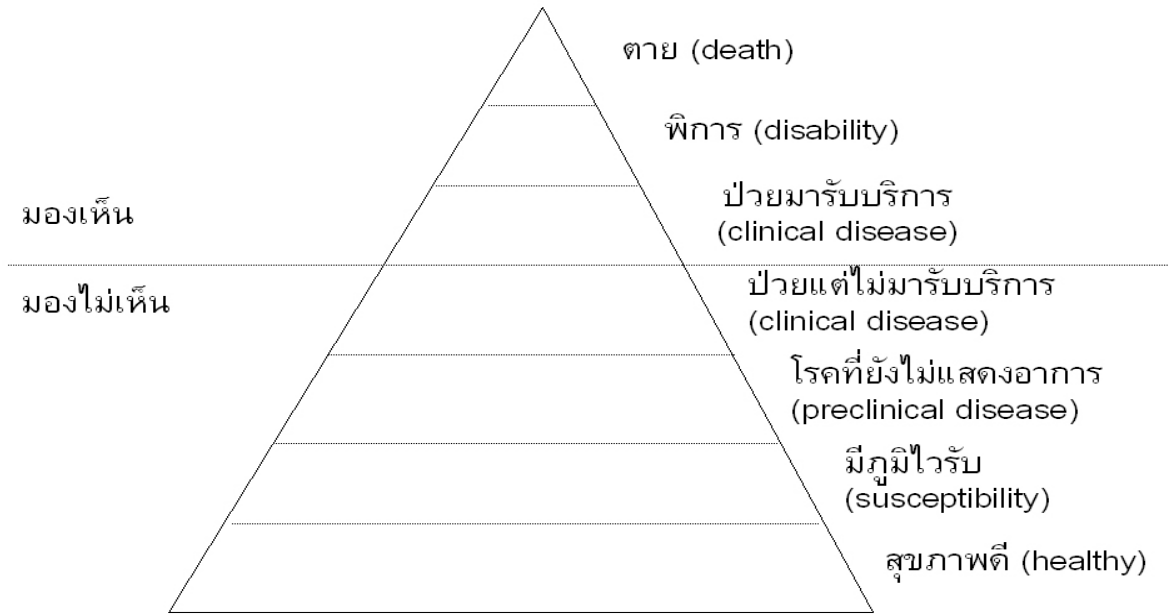 ตาย (death)
พิการ (disability)
ป่วยมารับบริการ
(clinical disease)
มองเห็น
มองไม่เห็น
ป่วยแต่ไม่มารับบริการ
(clinical disease)
โรคที่ยังไม่แสดงอาการ
(preclinical disease)
มีภูมิไวรับ
(susceptibility)
สุขภาพดี (healthy)